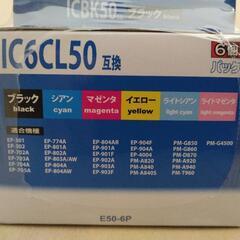 ICBK50 ブラック Black
IC6CL50 互換
6個
パック
ブラック シアン マゼンタ イエロー ライトシアン ライトマゼンタ
black cyan magenta yellow light cyan light magenta
適合機種
EP-301 EP-774A EP-804AR EP-904F PM-G850 PM-G4500
EP-302 EP-801A EP-901A EP-904A PM-G860
EP-702A EP-802A EP-901F EP-4004 PM-D870
EP-703A EP-803A/AW EP-902A PM-A820 PM-A920
EP-704A EP-803A EP-903A PM-A840 PM-A940
EP-705A EP-804AW EP-903F PM-A840S PM-T960
E50-6P